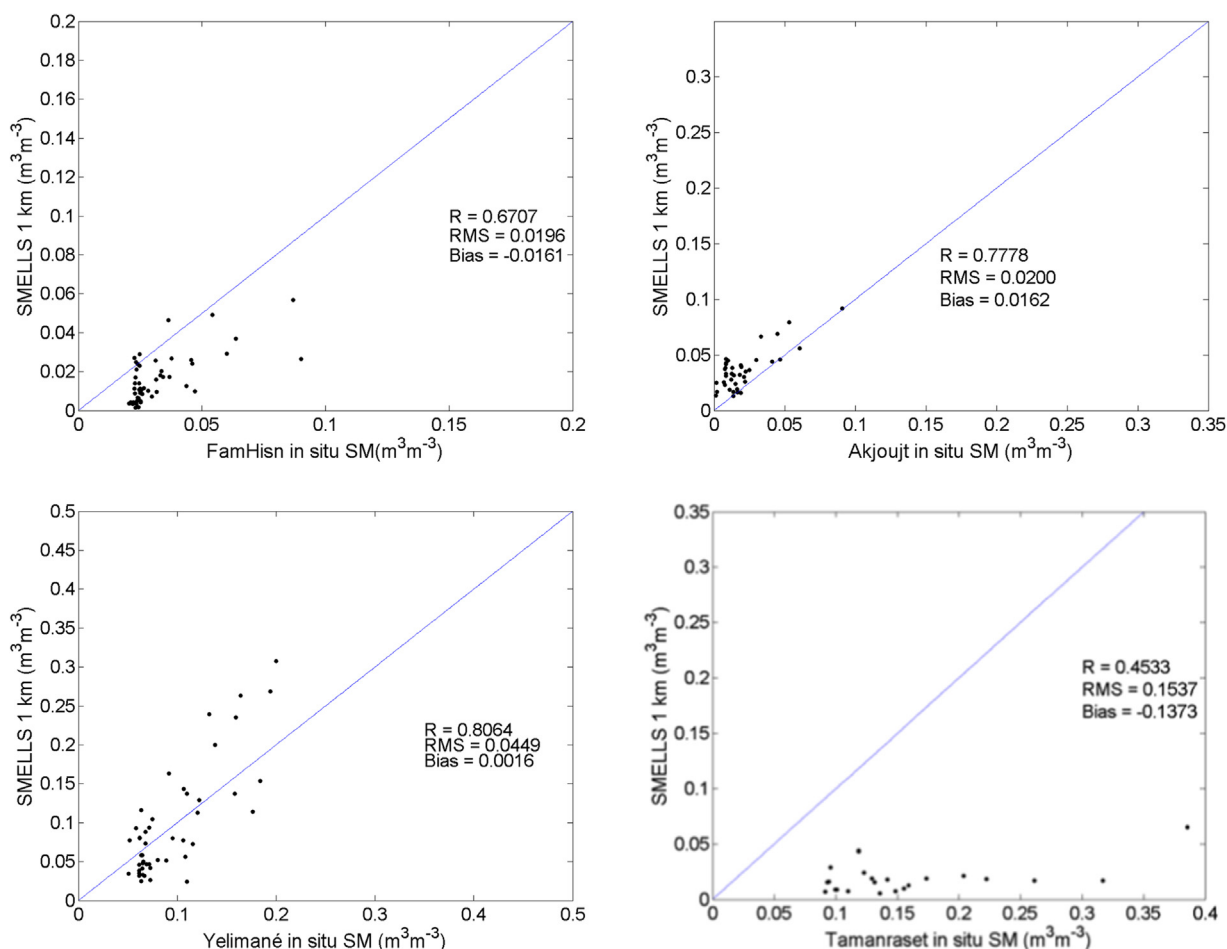 0.2
0.18
0.16
0.14
0.12
0.1
0.08
0.06
0.04
0.02
0
SMELLS 1 km (m³m⁻³)
R = 0.6707
RMS = 0.0196
Bias = -0.0161
0 0.05 0.1 0.15 0.2
FamHisn in situ SM(m³m⁻³)
0.3
0.25
0.2
0.15
0.1
0.05
0
SMELLS 1 km (m³m⁻³)
R = 0.7778
RMS = 0.0200
Bias = 0.0162
0 0.05 0.1 0.15 0.2 0.25 0.3 0.35
Akjoujt in situ SM (m³m⁻³)
0.5
0.45
0.4
0.35
0.3
0.25
0.2
0.15
0.1
0.05
0
SMELLS 1 km (m³m⁻³)
R = 0.8064
RMS = 0.0449
Bias = 0.0016
0 0.1 0.2 0.3 0.4 0.5
Yelimané in situ SM (m³m⁻³)
0.35
0.3
0.25
0.2
0.15
0.1
0.05
0
SMELLS 1 km (m³m⁻³)
R = 0.4533
RMS = 0.1537
Bias = -0.1373
0 0.05 0.1 0.15 0.2 0.25 0.3 0.35 0.4
Tamanraset in situ SM (m³m⁻³)